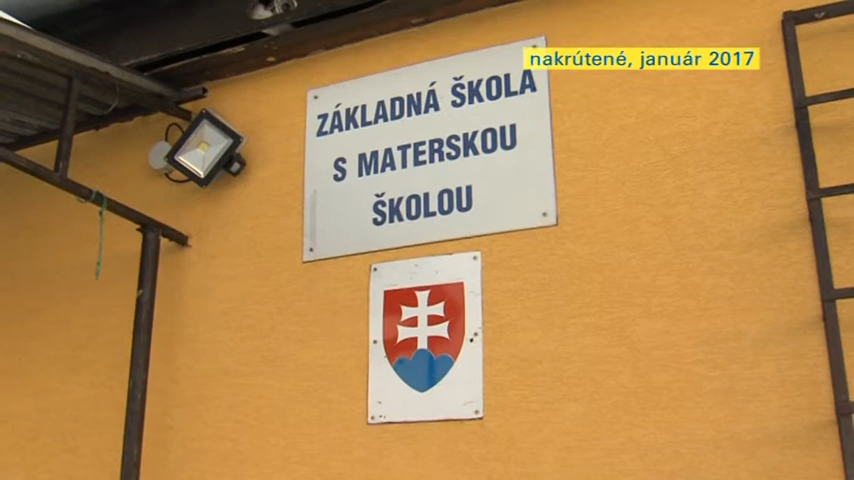 nakrútené, január 2017
ZÁKLADNÁ ŠKOLA
S MATERSKOU
ŠKOLOU